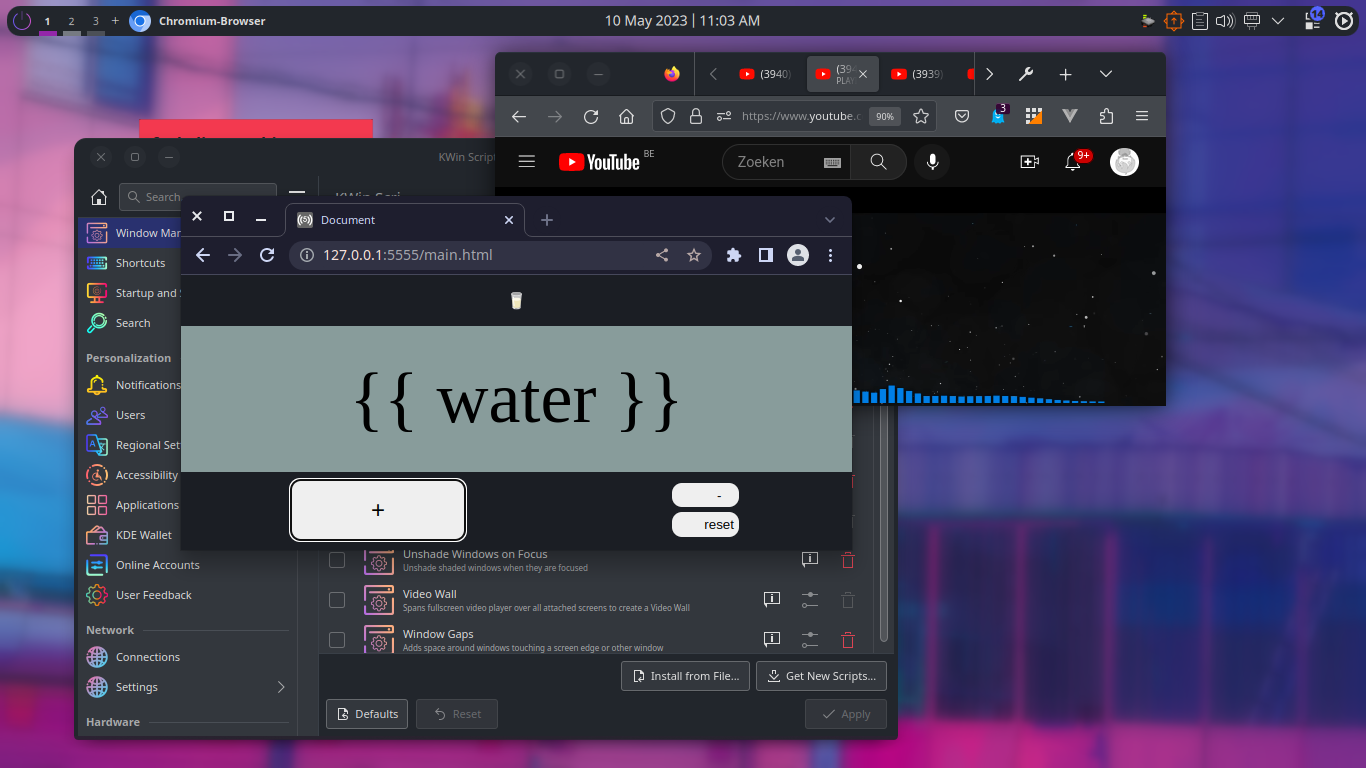 1 2 3 + Chromium-Browser
10 May 2023 | 11:03 AM
14
(3940)
(3939)
https://www.youtube.c
90%
3
YouTube BE
Zoeken
9+
KWin Script
Search...
KWin Scri
Window Man
Shortcuts
Startup and S
Search
Personalization
Notifications
Users
Regional Set
Accessibility
Applications
KDE Wallet
Online Accounts
User Feedback
Network
Connections
Settings
Hardware
Document
127.0.0.1:5555/main.html
{{ water }}
+
-
reset
Unshade Windows on Focus
Unshade shaded windows when they are focused
Video Wall
Spans fullscreen video player over all attached screens to create a Video Wall
Window Gaps
Adds space around windows touching a screen edge or other window
Install from File...
Get New Scripts...
Defaults
Reset
Apply